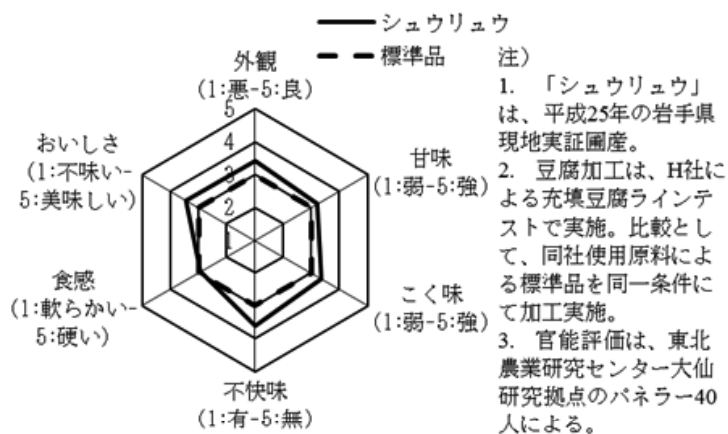 シュウリュウ
標準品
外観
(1:悪-5:良)
5
4
3
2
1
甘味
(1:弱-5:強)
こく味
(1:弱-5:強)
不快味
(1:有-5:無)
食感
(1:軟らかい-
5:硬い)
おいしさ
(1:不味い-
5:美味しい)
注)
1. 「シュウリュウ」
は、平成25年の岩手県
現地実証圃産。
2. 豆腐加工は、H社に
よる充填豆腐ラインテ
ストで実施。比較とし
て、同社使用原料によ
る標準品を同一条件に
て加工実施。
3. 官能評価は、東北
農業研究センター大仙
研究拠点のパネラー40
人による。